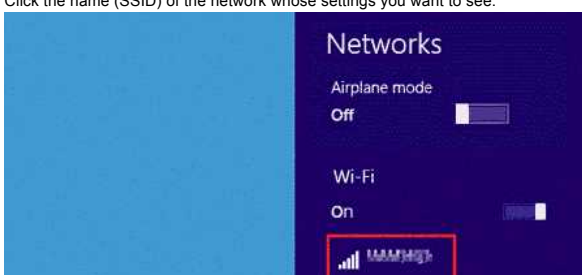 Click the name (SSID) of the network whose settings you want to see.
Networks
Airplane mode
Off
Wi-Fi
On